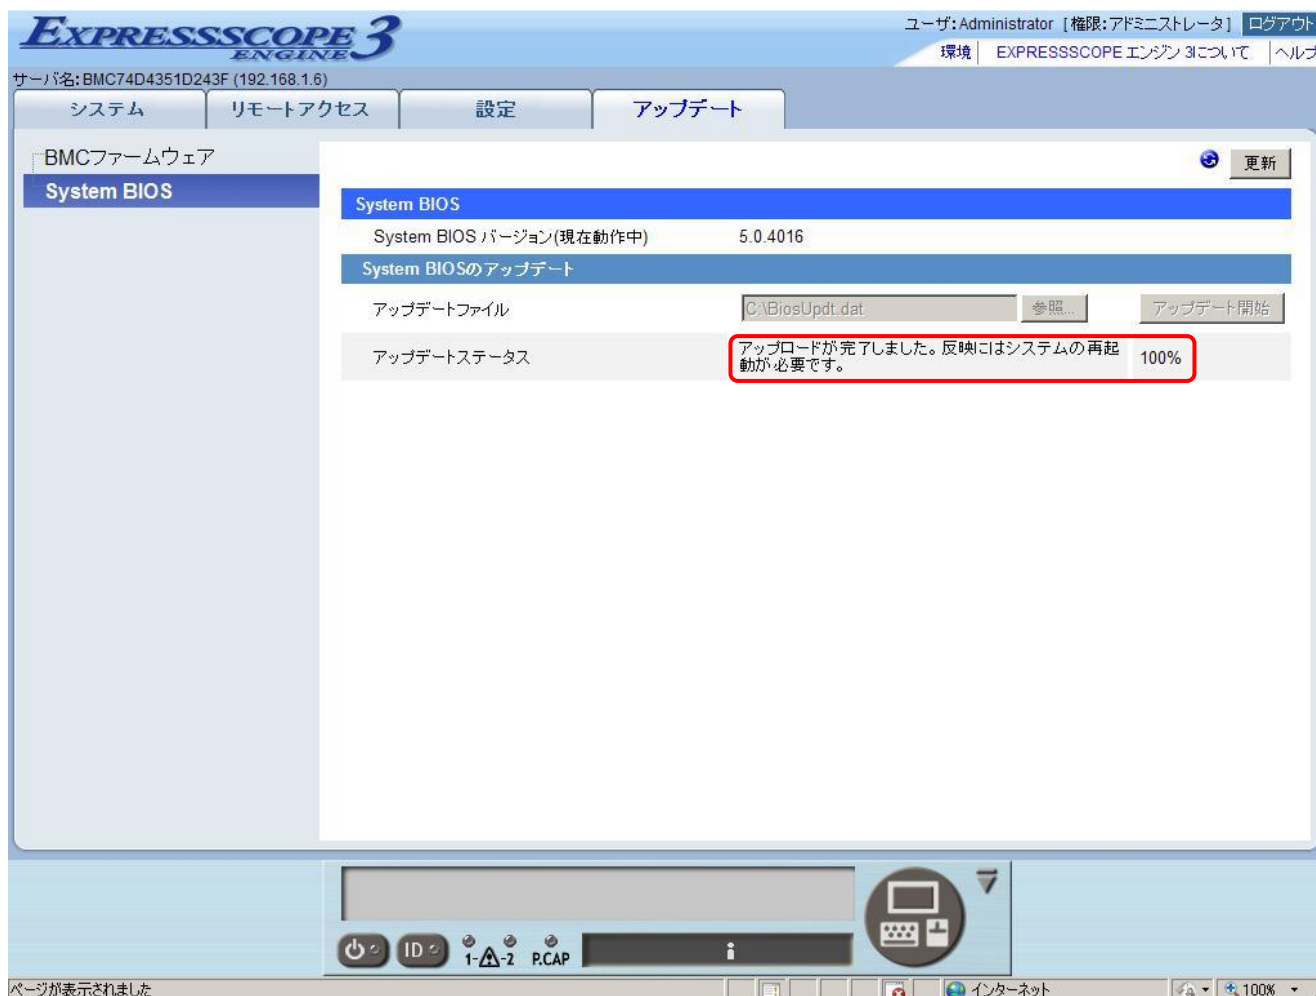 EXPRESSSCOPE 3
ENGINE
ユーザ:Administrator [権限:アドミニストレータ] ログアウト
環境 EXPRESSSCOPE エンジン 3について ヘルプ
サーバ名:BMC74D4351D243F (192.168.1.6)
システム リモートアクセス 設定 アップデート
BMCファームウェア
System BIOS
更新
System BIOS
System BIOS バージョン(現在動作中) 5.0.4016
System BIOSのアップデート
アップデートファイル C:\BiosUpdt.dat 参照... アップデート開始
アップデートステータス アップロードが完了しました。反映にはシステムの再起
動が必要です。 100%
ID 1-⚠-2 P.CAP i
ページが表示されました インターネット 100%